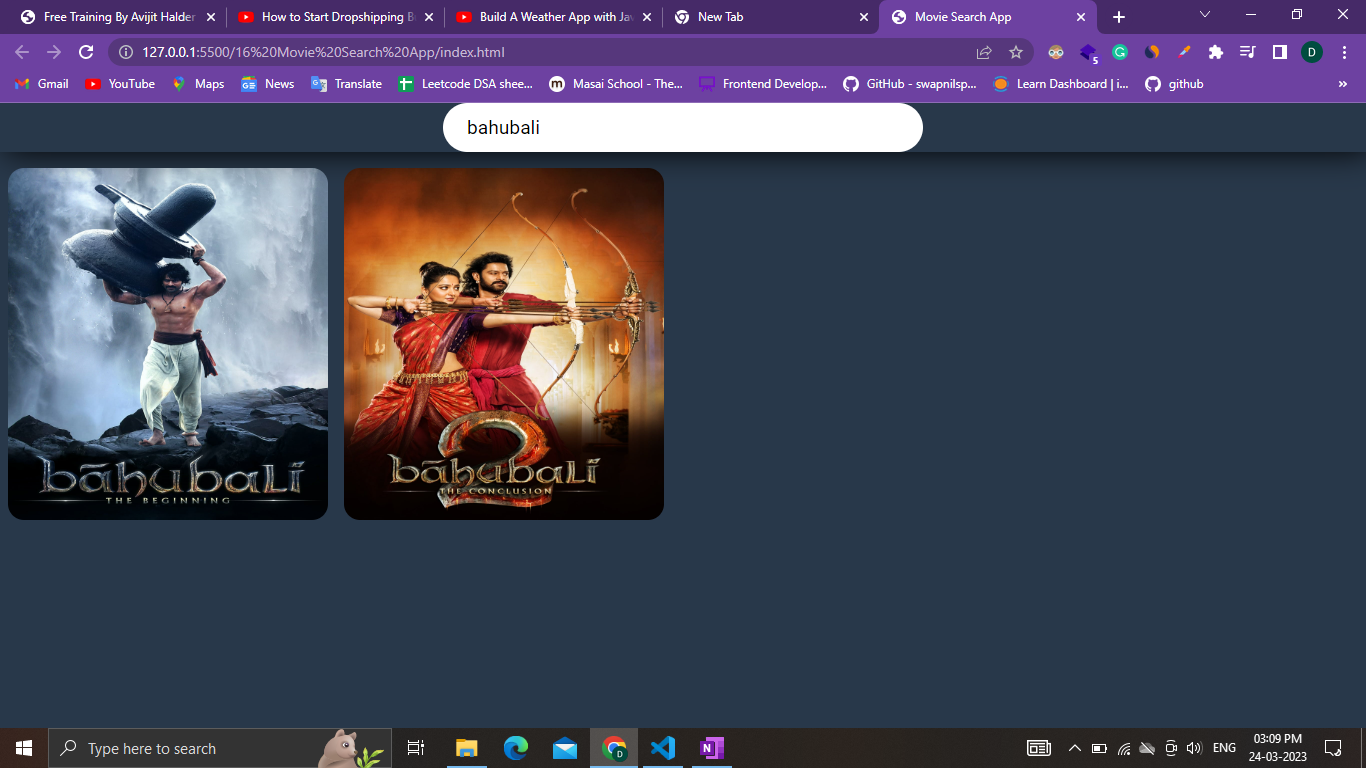 Free Training By Avijit Halder
How to Start Dropshipping B
Build A Weather App with Jav
New Tab
Movie Search App
127.0.0.1:5500/16%20Movie%20Search%20App/index.html
5
D
Gmail
YouTube
Maps
News
Translate
Leetcode DSA shee...
Masai School - The...
Frontend Develop...
GitHub - swapnilsp...
Learn Dashboard | i...
github
»
bahubali
bāhubali
THE BEGINNING
2
bāhubali
THE CONCLUSION
Type here to search
D
N
ENG
03:09 PM
24-03-2023